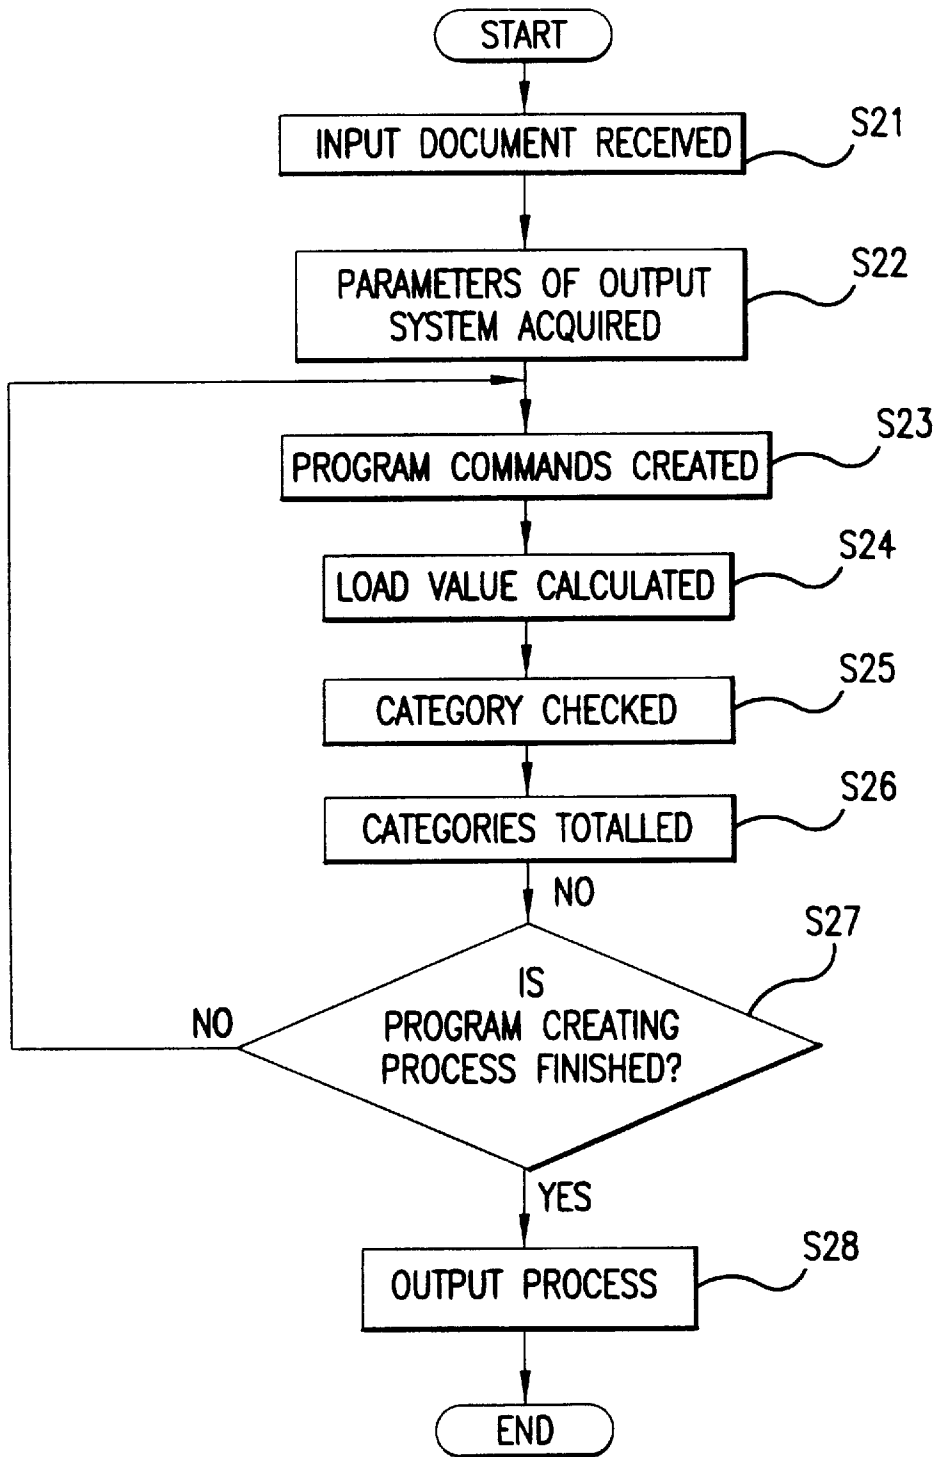 START
INPUT DOCUMENT RECEIVED
S21
PARAMETERS OF OUTPUT
SYSTEM ACQUIRED
S22
PROGRAM COMMANDS CREATED
S23
LOAD VALUE CALCULATED
S24
CATEGORY CHECKED
S25
CATEGORIES TOTALLED
S26
NO
IS
PROGRAM CREATING
PROCESS FINISHED?
S27
NO
YES
OUTPUT PROCESS
S28
END